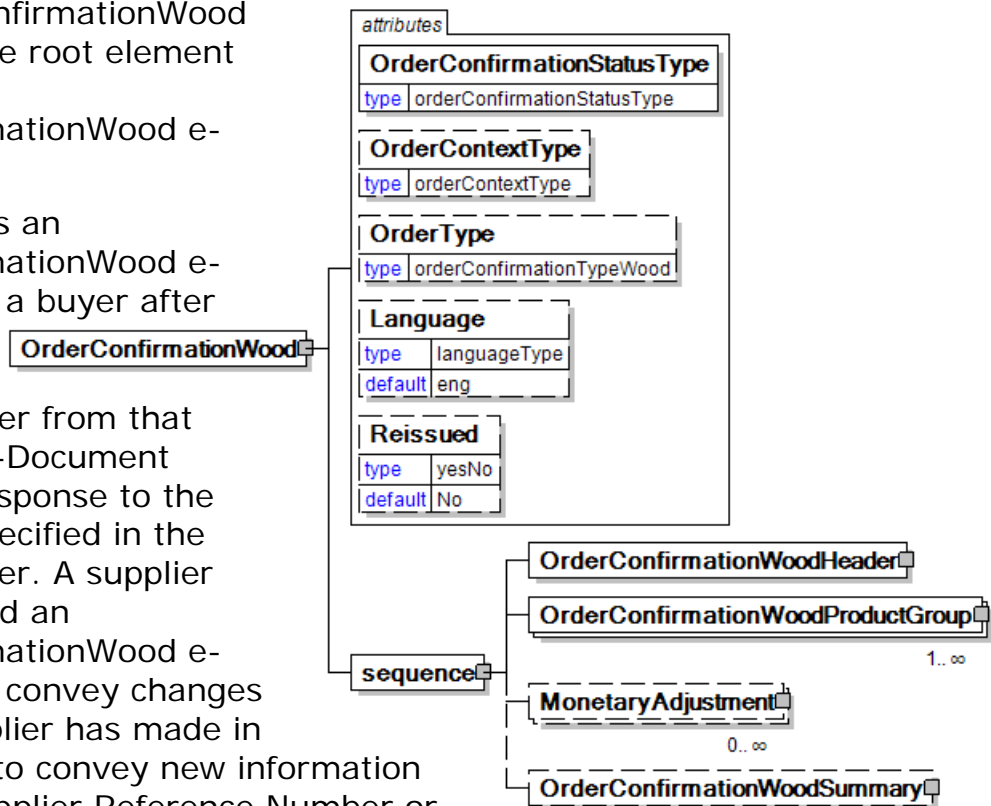 nfirmationWood
e root element
nationWood e-
s an
nationWood e-
a buyer after
er from that
-Document
sponse to the
pecified in the
er. A supplier
d an
nationWood e-
convey changes
plier has made in
to convey new information
pplier Reference Number or
OrderConfirmationWood
attributes
OrderConfirmationStatusType
type orderConfirmationStatusType
OrderContextType
type orderContextType
OrderType
type orderConfirmationTypeWood
Language
type languageType
default eng
Reissued
type yesNo
default No
sequence
OrderConfirmationWoodHeader
OrderConfirmationWoodProductGroup
1.. ∞
MonetaryAdjustment
0.. ∞
OrderConfirmationWoodSummary